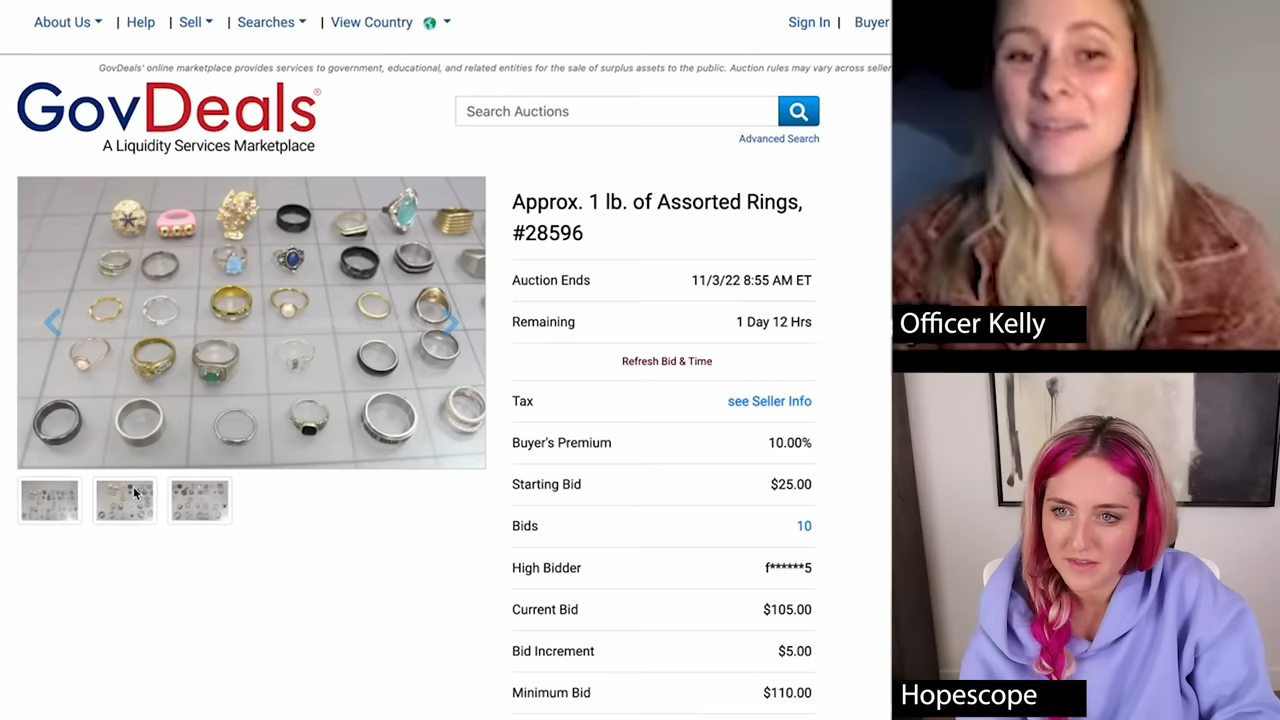 About Us | Help | Sell | Searches | View Country
Sign In | Buyer
GovDeals' online marketplace provides services to government, educational, and related entities for the sale of surplus assets to the public. Auction rules may vary across seller
GovDeals®
A Liquidity Services Marketplace
Search Auctions
Advanced Search
Approx. 1 lb. of Assorted Rings,
#28596
Auction Ends 11/3/22 8:55 AM ET
Remaining 1 Day 12 Hrs
Refresh Bid & Time
Tax see Seller Info
Buyer's Premium 10.00%
Starting Bid $25.00
Bids 10
High Bidder f******5
Current Bid $105.00
Bid Increment $5.00
Minimum Bid $110.00
Officer Kelly
Hopescope